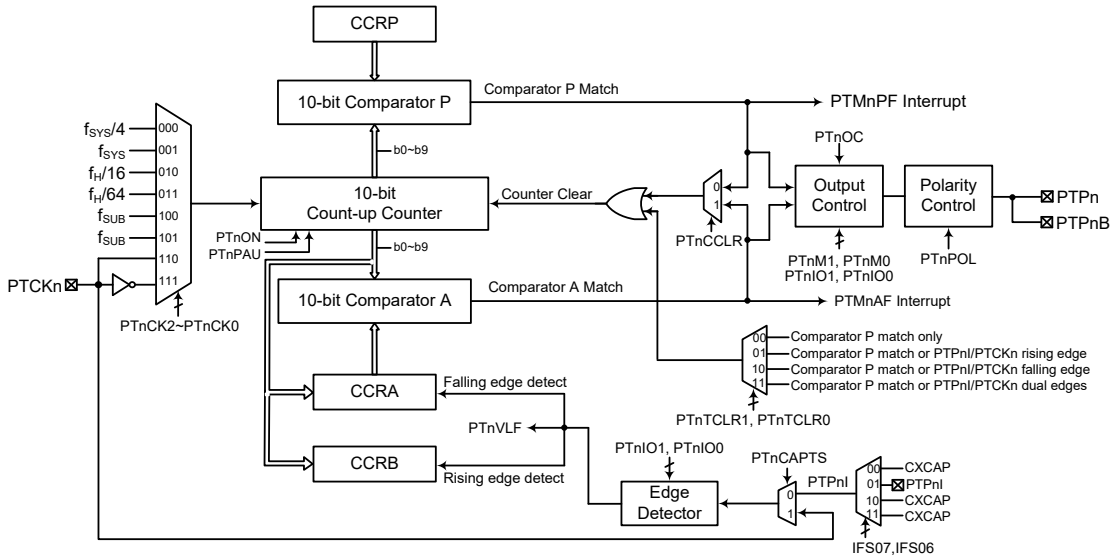 CCRP
10-bit Comparator P
Comparator P Match
PTMnPF Interrupt
b0~b9
fSYS/4
000
fSYS
001
fH/16
010
fH/64
011
fSUB
100
fSUB
101
110
111
PTCKn
PTnCK2~PTnCK0
10-bit
Count-up Counter
PTnON
PTnPAU
b0~b9
Counter Clear
0
1
PTnCCLR
PTnOC
Output
Control
PTnM1, PTnM0
PTnIO1, PTnIO0
Polarity
Control
PTnPOL
PTPn
PTPnB
10-bit Comparator A
Comparator A Match
PTMnAF Interrupt
00
Comparator P match only
01
Comparator P match or PTPnI/PTCKn rising edge
10
Comparator P match or PTPnI/PTCKn falling edge
11
Comparator P match or PTPnI/PTCKn dual edges
PTnTCLR1, PTnTCLR0
CCRA
Falling edge detect
PTnVLF
CCRB
Rising edge detect
PTnIO1, PTnIO0
Edge
Detector
PTnCAPTS
0
1
PTPnI
00
CXCAP
01
PTPnI
10
CXCAP
11
CXCAP
IFS07,IFS06